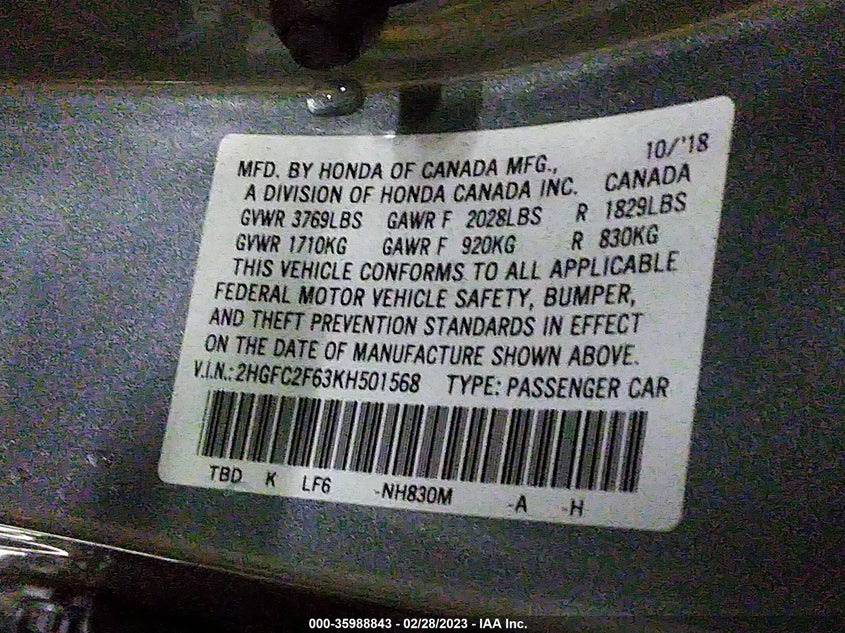 10/'18
MFD. BY HONDA OF CANADA MFG.,
A DIVISION OF HONDA CANADA INC. CANADA
GVWR 3769LBS GAWR F 2028LBS R 1829LBS
GVWR 1710KG GAWR F 920KG R 830KG
THIS VEHICLE CONFORMS TO ALL APPLICABLE
FEDERAL MOTOR VEHICLE SAFETY, BUMPER,
AND THEFT PREVENTION STANDARDS IN EFFECT
ON THE DATE OF MANUFACTURE SHOWN ABOVE.
V.I.N.: 2HGFC2F63KH501568 TYPE: PASSENGER CAR
TBD K LF6 -NH830M -A -H
000-35988843 - 02/28/2023 - IAA Inc.